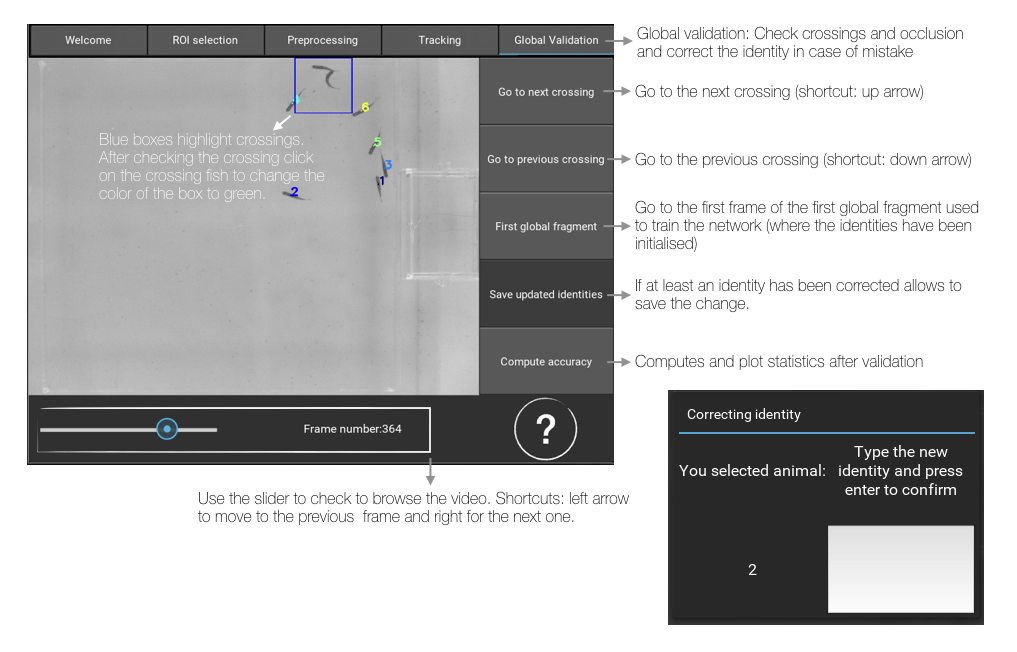 Welcome
ROI selection
Preprocessing
Tracking
Global Validation
Global validation: Check crossings and occlusion
and correct the identity in case of mistake
4
6
5
3
1
2
Blue boxes highlight crossings.
After checking the crossing click
on the crossing fish to change the
color of the box to green.
Go to next crossing
Go to the next crossing (shortcut: up arrow)
Go to previous crossing
Go to the previous crossing (shortcut: down arrow)
First global fragment
Go to the first frame of the first global fragment used
to train the network (where the identities have been
initialised)
Save updated identities
If at least an identity has been corrected allows to
save the change.
Compute accuracy
Computes and plot statistics after validation
Frame number:364
?
Use the slider to check to browse the video. Shortcuts: left arrow
to move to the previous frame and right for the next one.
Correcting identity
You selected animal:
Type the new
identity and press
enter to confirm
2